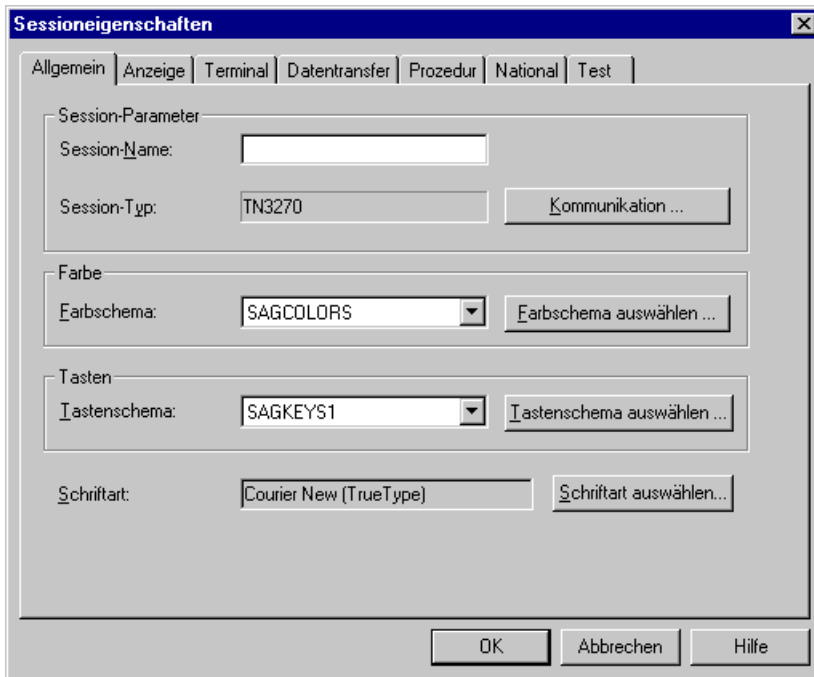 Sessioneigenschaften
Allgemein Anzeige Terminal Datentransfer Prozedur National Test
Session-Parameter
Session-Name:
Session-Typ: TN3270 Kommunikation ...
Farbe
Farbschema: SAGCOLORS Farbschema auswählen ...
Tasten
Tastenschema: SAGKEYS1 Tastenschema auswählen ...
Schriftart: Courier New (TrueType) Schriftart auswählen...
OK Abbrechen Hilfe